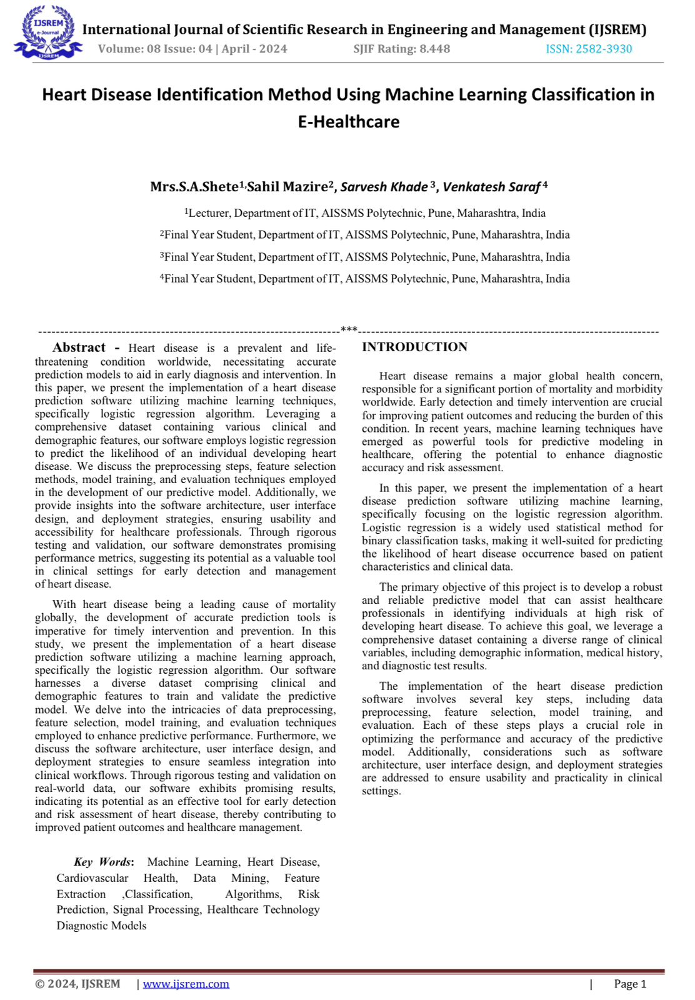 IJSREM
e-Journal
IJSREM
International Journal of Scientific Research in Engineering and Management (IJSREM)
Volume: 08 Issue: 04 | April - 2024 SJIF Rating: 8.448 ISSN: 2582-3930
Heart Disease Identification Method Using Machine Learning Classification in
E-Healthcare
Mrs.S.A.Shete1,Sahil Mazire2, Sarvesh Khade 3, Venkatesh Saraf 4
1Lecturer, Department of IT, AISSMS Polytechnic, Pune, Maharashtra, India
2Final Year Student, Department of IT, AISSMS Polytechnic, Pune, Maharashtra, India
3Final Year Student, Department of IT, AISSMS Polytechnic, Pune, Maharashtra, India
4Final Year Student, Department of IT, AISSMS Polytechnic, Pune, Maharashtra, India
---------------------------------------------------------------------***---------------------------------------------------------------------
Abstract - Heart disease is a prevalent and life-
threatening condition worldwide, necessitating accurate
prediction models to aid in early diagnosis and intervention. In
this paper, we present the implementation of a heart disease
prediction software utilizing machine learning techniques,
specifically logistic regression algorithm. Leveraging a
comprehensive dataset containing various clinical and
demographic features, our software employs logistic regression
to predict the likelihood of an individual developing heart
disease. We discuss the preprocessing steps, feature selection
methods, model training, and evaluation techniques employed
in the development of our predictive model. Additionally, we
provide insights into the software architecture, user interface
design, and deployment strategies, ensuring usability and
accessibility for healthcare professionals. Through rigorous
testing and validation, our software demonstrates promising
performance metrics, suggesting its potential as a valuable tool
in clinical settings for early detection and management
of heart disease.
With heart disease being a leading cause of mortality
globally, the development of accurate prediction tools is
imperative for timely intervention and prevention. In this
study, we present the implementation of a heart disease
prediction software utilizing a machine learning approach,
specifically the logistic regression algorithm. Our software
harnesses a diverse dataset comprising clinical and
demographic features to train and validate the predictive
model. We delve into the intricacies of data preprocessing,
feature selection, model training, and evaluation techniques
employed to enhance predictive performance. Furthermore, we
discuss the software architecture, user interface design, and
deployment strategies to ensure seamless integration into
clinical workflows. Through rigorous testing and validation on
real-world data, our software exhibits promising results,
indicating its potential as an effective tool for early detection
and risk assessment of heart disease, thereby contributing to
improved patient outcomes and healthcare management.
Key Words: Machine Learning, Heart Disease,
Cardiovascular Health, Data Mining, Feature
Extraction ,Classification, Algorithms, Risk
Prediction, Signal Processing, Healthcare Technology
Diagnostic Models
INTRODUCTION
Heart disease remains a major global health concern,
responsible for a significant portion of mortality and morbidity
worldwide. Early detection and timely intervention are crucial
for improving patient outcomes and reducing the burden of this
condition. In recent years, machine learning techniques have
emerged as powerful tools for predictive modeling in
healthcare, offering the potential to enhance diagnostic
accuracy and risk assessment.
In this paper, we present the implementation of a heart
disease prediction software utilizing machine learning,
specifically focusing on the logistic regression algorithm.
Logistic regression is a widely used statistical method for
binary classification tasks, making it well-suited for predicting
the likelihood of heart disease occurrence based on patient
characteristics and clinical data.
The primary objective of this project is to develop a robust
and reliable predictive model that can assist healthcare
professionals in identifying individuals at high risk of
developing heart disease. To achieve this goal, we leverage a
comprehensive dataset containing a diverse range of clinical
variables, including demographic information, medical history,
and diagnostic test results.
The implementation of the heart disease prediction
software involves several key steps, including data
preprocessing, feature selection, model training, and
evaluation. Each of these steps plays a crucial role in
optimizing the performance and accuracy of the predictive
model. Additionally, considerations such as software
architecture, user interface design, and deployment strategies
are addressed to ensure usability and practicality in clinical
settings.
© 2024, IJSREM | www.ijsrem.com | Page 1